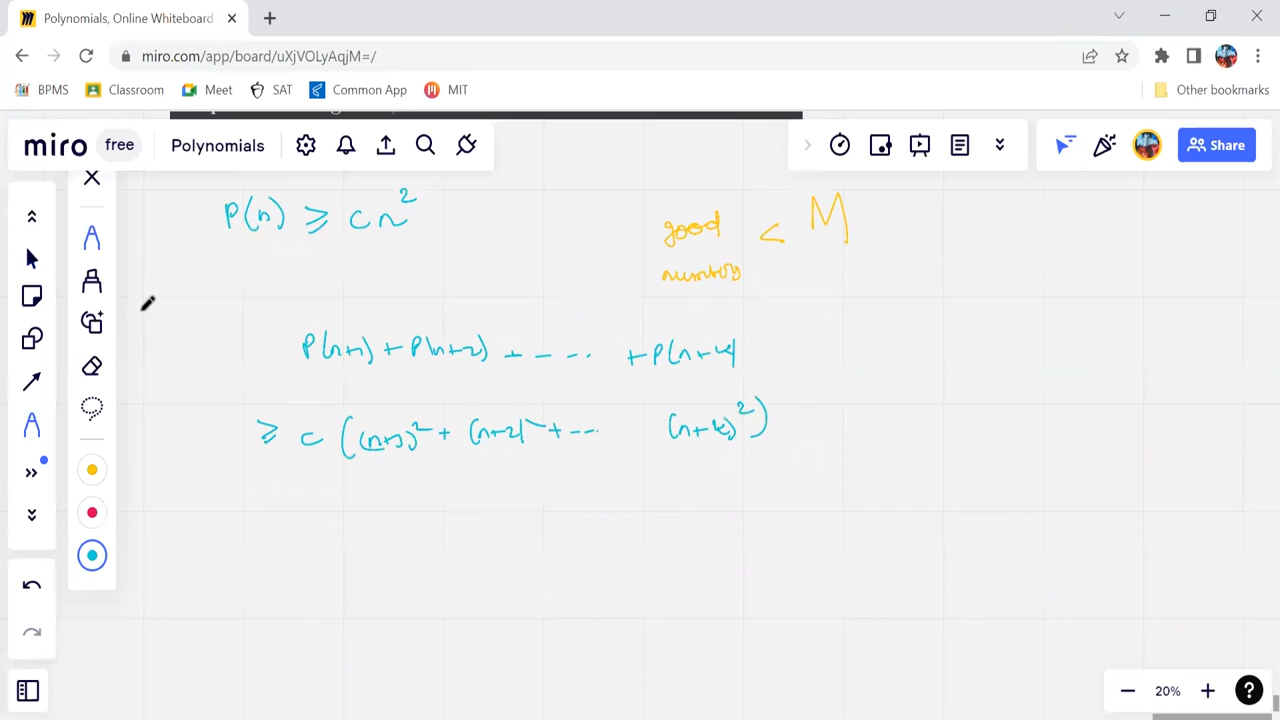 Polynomials, Online Whiteboard
miro.com/app/board/uXjVOLyAqjM=/
BPMS Classroom Meet SAT Common App MIT Other bookmarks
miro free Polynomials Share
P(n) ≥ cn²
good < M
numbers
P(n+1) + P(n+2) + - - .. + P(n+k)
≥ c ((n+1)² + (n+2)² + - - .. (n+k)²)
20%